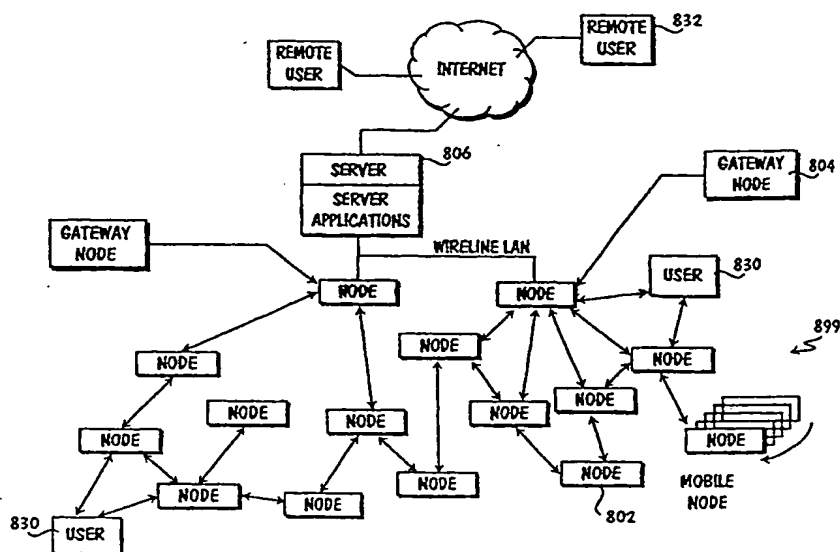 REMOTE
USER
832
REMOTE
USER
INTERNET
806
SERVER
SERVER
APPLICATIONS
GATEWAY
NODE
804
GATEWAY
NODE
WIRELINE LAN
USER
830
NODE
NODE
899
NODE
NODE
NODE
NODE
NODE
NODE
NODE
NODE
NODE
NODE
MOBILE
NODE
NODE
NODE
NODE
NODE
802
830
USER